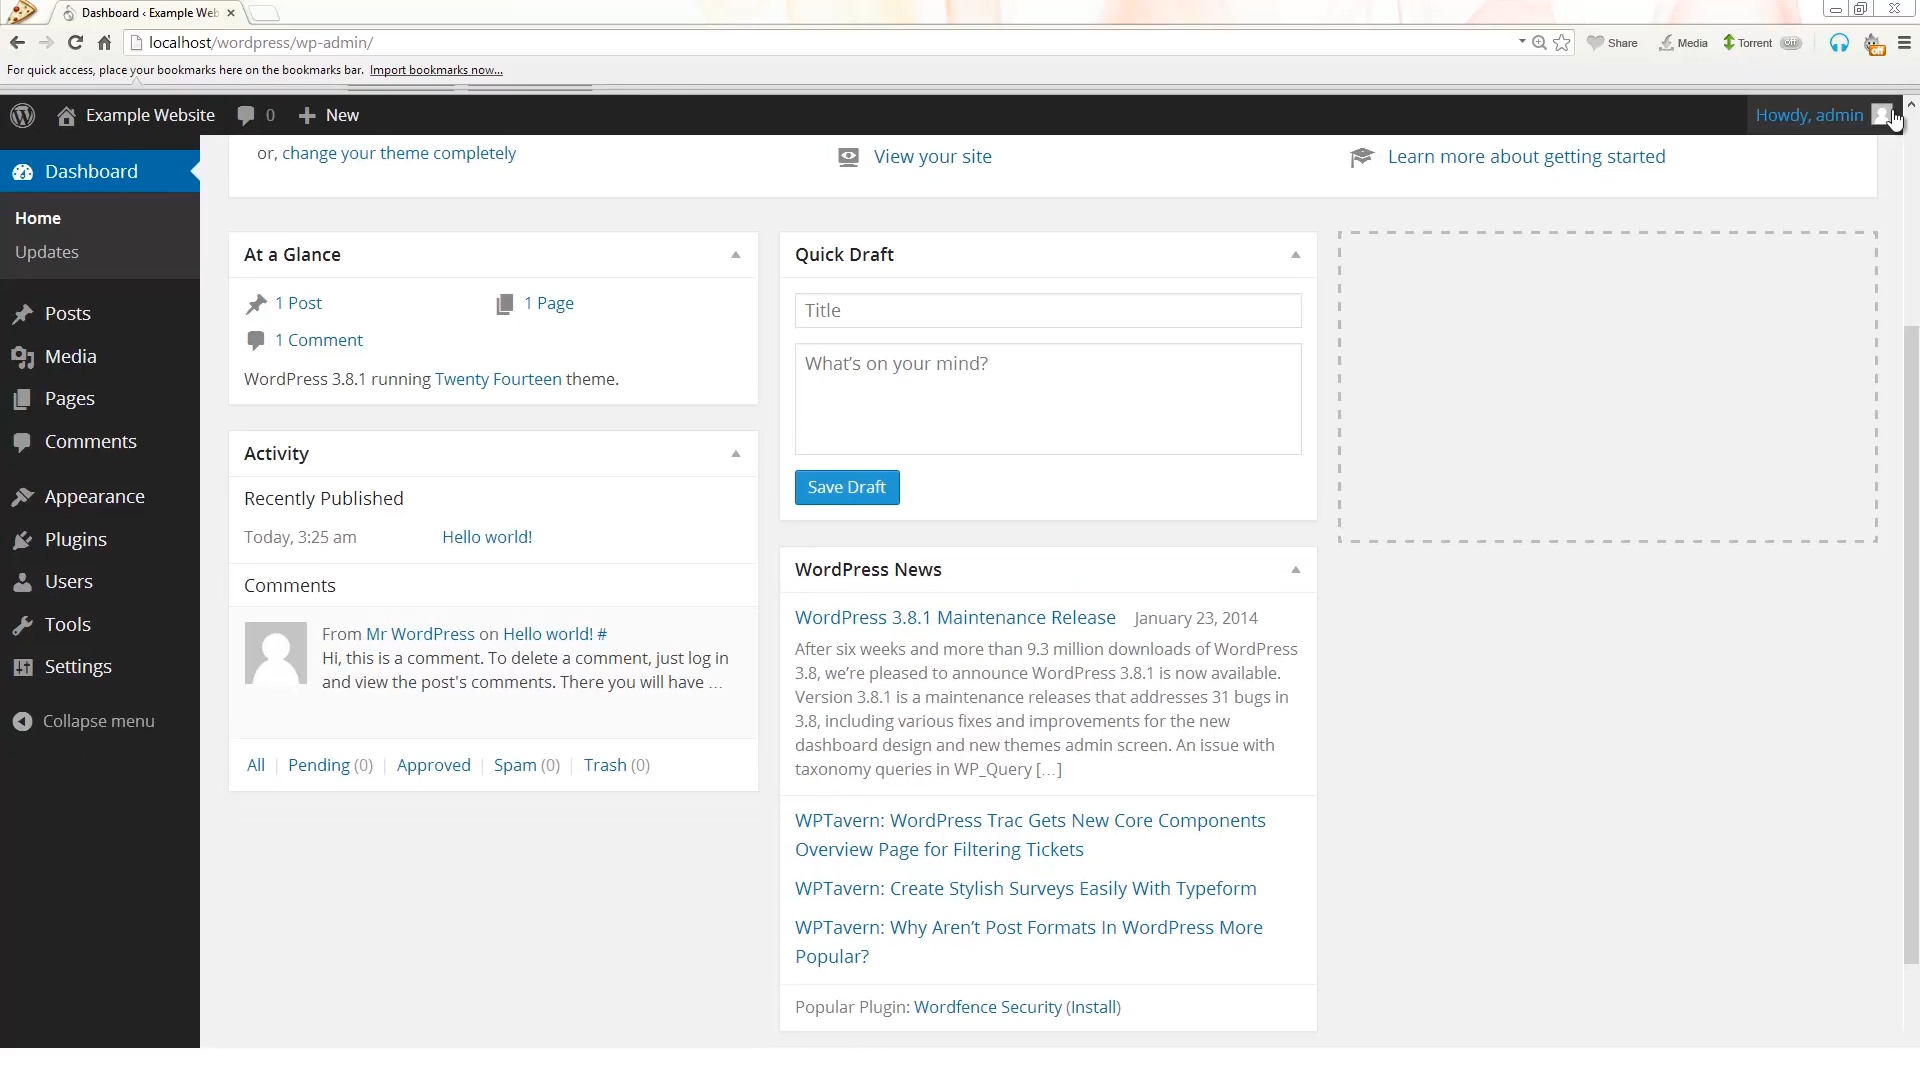 Dashboard ‹ Example Web
localhost/wordpress/wp-admin/
Share
Media
Torrent
off
off
For quick access, place your bookmarks here on the bookmarks bar. Import bookmarks now...
Example Website
0
New
Howdy, admin
Dashboard
Home
Updates
Posts
Media
Pages
Comments
Appearance
Plugins
Users
Tools
Settings
Collapse menu
or, change your theme completely
View your site
Learn more about getting started
At a Glance
1 Post
1 Page
1 Comment
WordPress 3.8.1 running Twenty Fourteen theme.
Activity
Recently Published
Today, 3:25 am
Hello world!
Comments
From Mr WordPress on Hello world! #
Hi, this is a comment. To delete a comment, just log in
and view the post's comments. There you will have ...
All | Pending (0) | Approved | Spam (0) | Trash (0)
Quick Draft
Title
What's on your mind?
Save Draft
WordPress News
WordPress 3.8.1 Maintenance Release January 23, 2014
After six weeks and more than 9.3 million downloads of WordPress
3.8, we're pleased to announce WordPress 3.8.1 is now available.
Version 3.8.1 is a maintenance releases that addresses 31 bugs in
3.8, including various fixes and improvements for the new
dashboard design and new themes admin screen. An issue with
taxonomy queries in WP_Query […]
WPTavern: WordPress Trac Gets New Core Components
Overview Page for Filtering Tickets
WPTavern: Create Stylish Surveys Easily With Typeform
WPTavern: Why Aren't Post Formats In WordPress More
Popular?
Popular Plugin: Wordfence Security (Install)